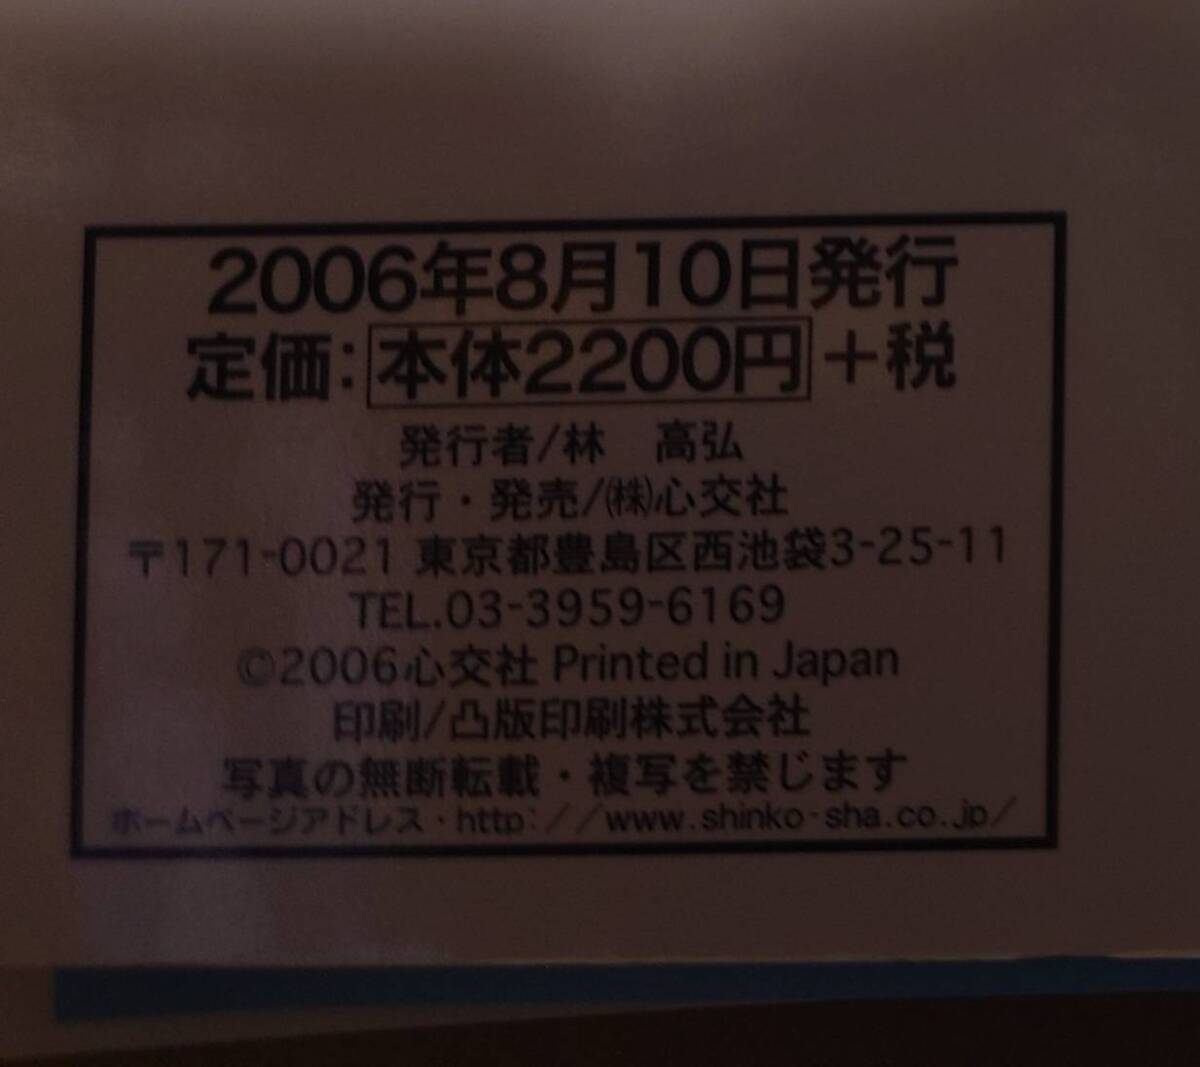 2006年8月10日発行
定価:本体2200円+税
発行者/林　高弘
発行・発売/㈱心交社
〒171-0021 東京都豊島区西池袋3-25-11
TEL.03-3959-6169
©2006心交社 Printed in Japan
印刷/凸版印刷株式会社
写真の無断転載・複写を禁じます
ホームページアドレス・http://www.shinko-sha.co.jp/